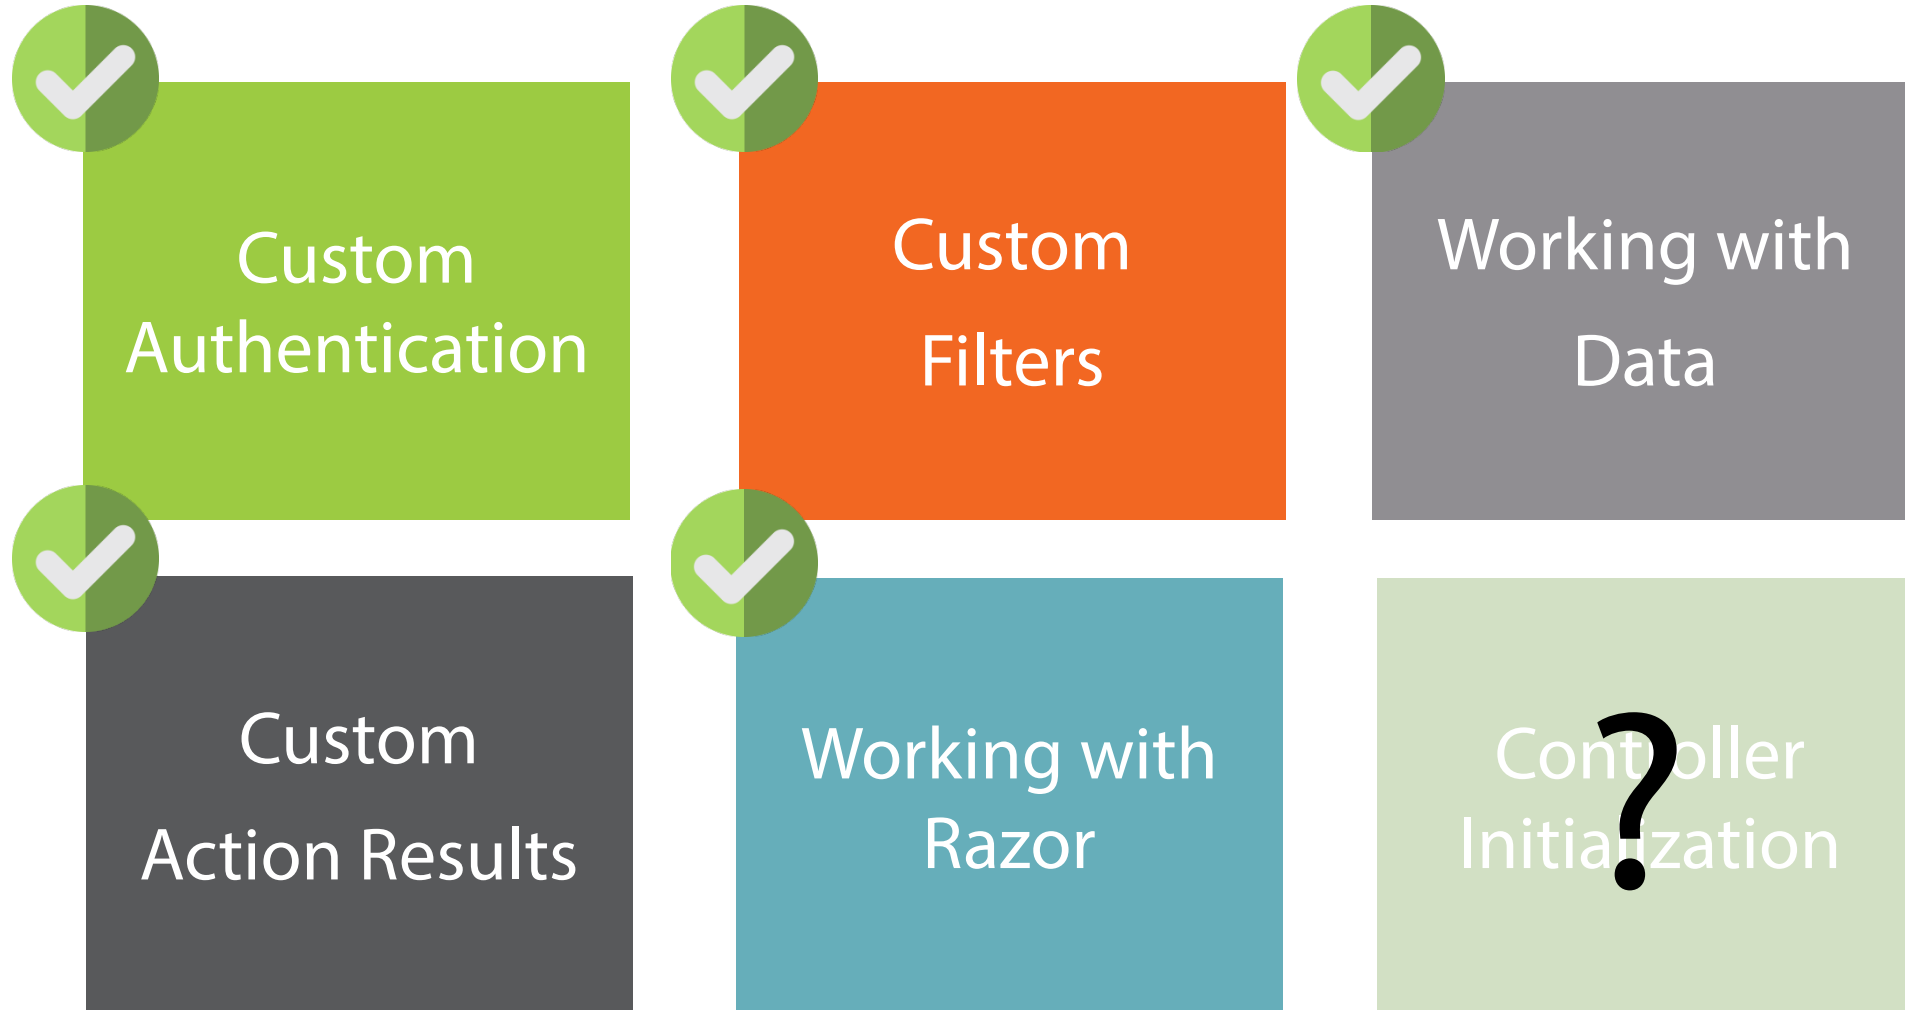 Custom
Authentication
Custom
Filters
Working with
Data
Custom
Action Results
Working with
Razor
Controller
Initialization
?